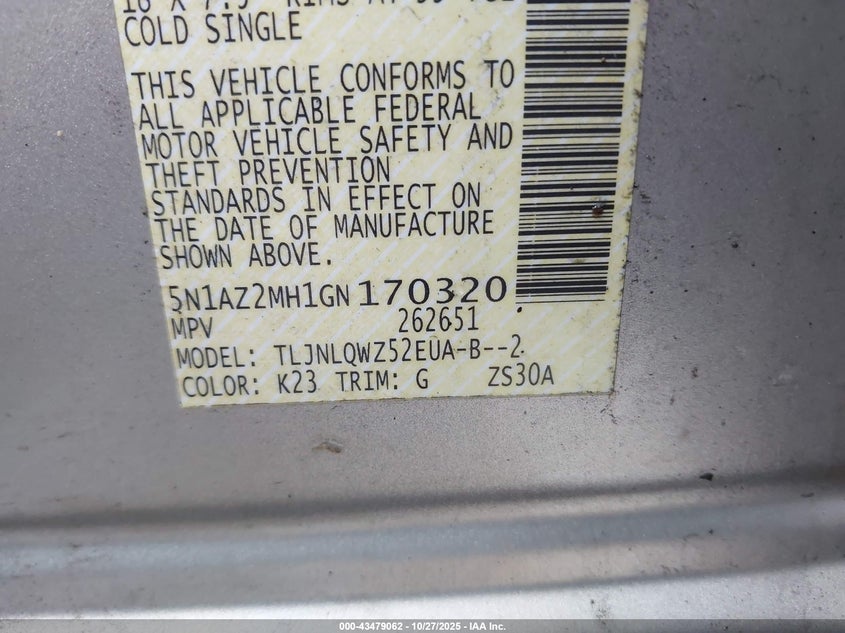 COLD SINGLE
THIS VEHICLE CONFORMS TO
ALL APPLICABLE FEDERAL
MOTOR VEHICLE SAFETY AND
THEFT PREVENTION
STANDARDS IN EFFECT ON
THE DATE OF MANUFACTURE
SHOWN ABOVE.
5N1AZ2MH1GN170320
MPV 262651
MODEL: TLJNLQWZ52EUA-B--2
COLOR: K23 TRIM: G ZS30A
000-43479062 | 10/27/2025 | IAA Inc.